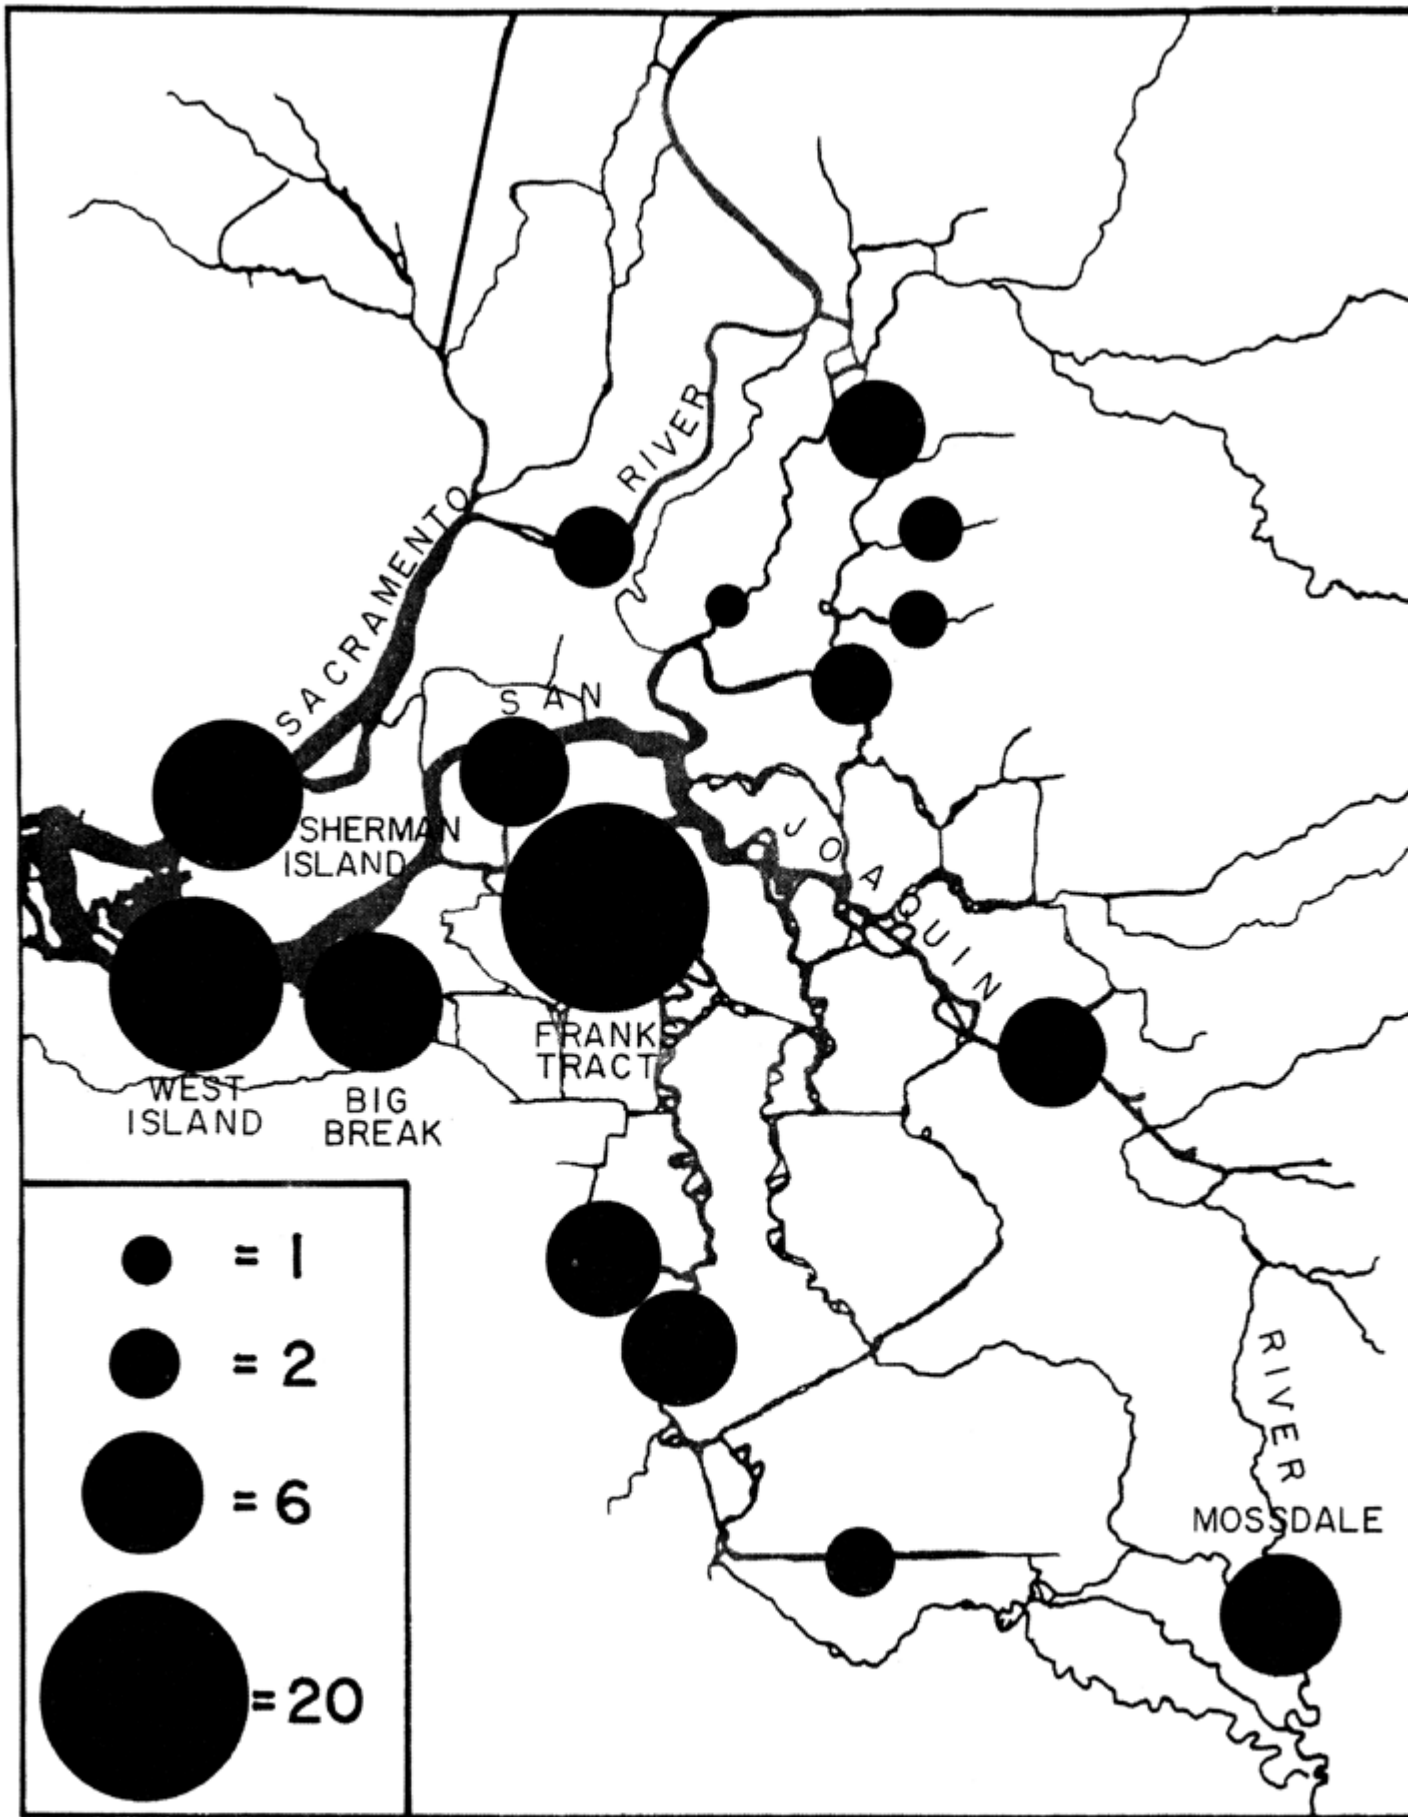 SACRAMENTO
RIVER
SAN
JOAQUIN
RIVER
SHERMAN
ISLAND
FRANKS
TRACT
WEST
ISLAND
BIG
BREAK
MOSSDALE
= 1
= 2
= 6
= 20